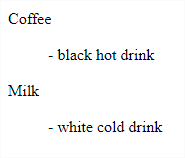 Coffee
- black hot drink
Milk
- white cold drink